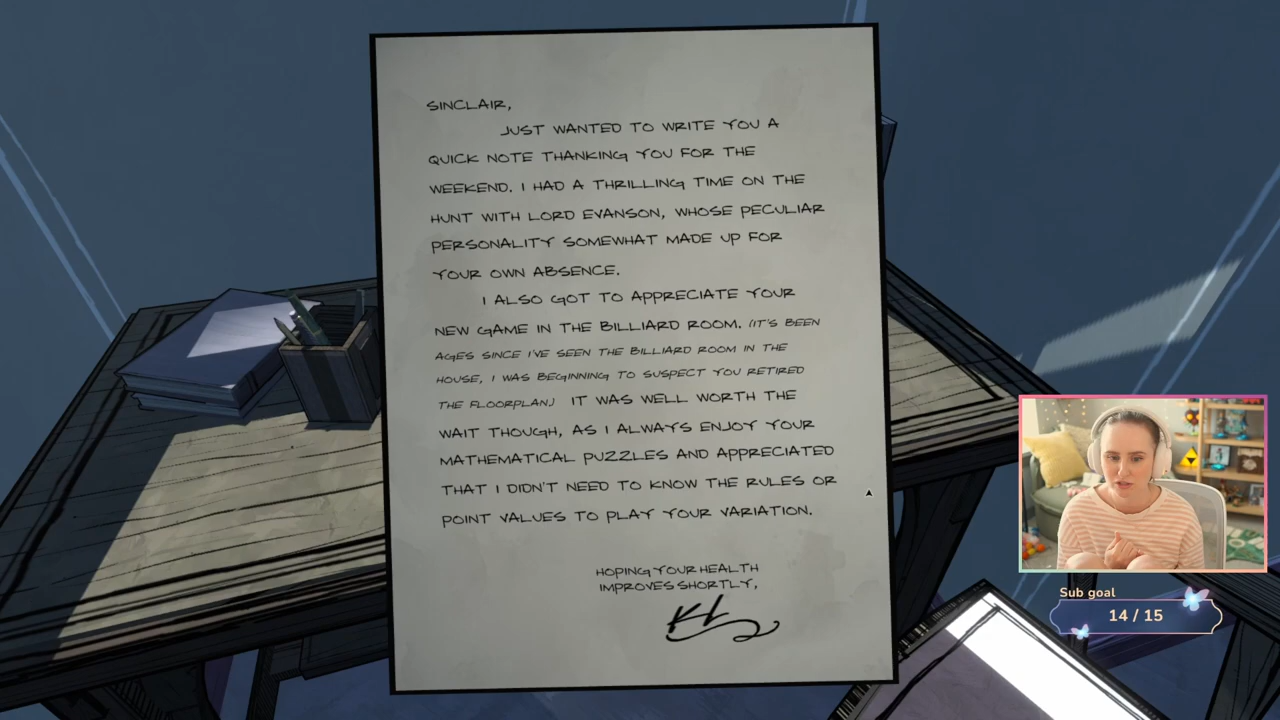 SINCLAIR,
JUST WANTED TO WRITE YOU A
QUICK NOTE THANKING YOU FOR THE
WEEKEND. I HAD A THRILLING TIME ON THE
HUNT WITH LORD EVANSON, WHOSE PECULIAR
PERSONALITY SOMEWHAT MADE UP FOR
YOUR OWN ABSENCE.
I ALSO GOT TO APPRECIATE YOUR
NEW GAME IN THE BILLIARD ROOM. (IT'S BEEN
AGES SINCE I'VE SEEN THE BILLIARD ROOM IN THE
HOUSE, I WAS BEGINNING TO SUSPECT YOU RETIRED
THE FLOORPLAN.) IT WAS WELL WORTH THE
WAIT THOUGH, AS I ALWAYS ENJOY YOUR
MATHEMATICAL PUZZLES AND APPRECIATED
THAT I DIDN'T NEED TO KNOW THE RULES OR
POINT VALUES TO PLAY YOUR VARIATION.
HOPING YOUR HEALTH
IMPROVES SHORTLY,
KL
Sub goal
14 / 15